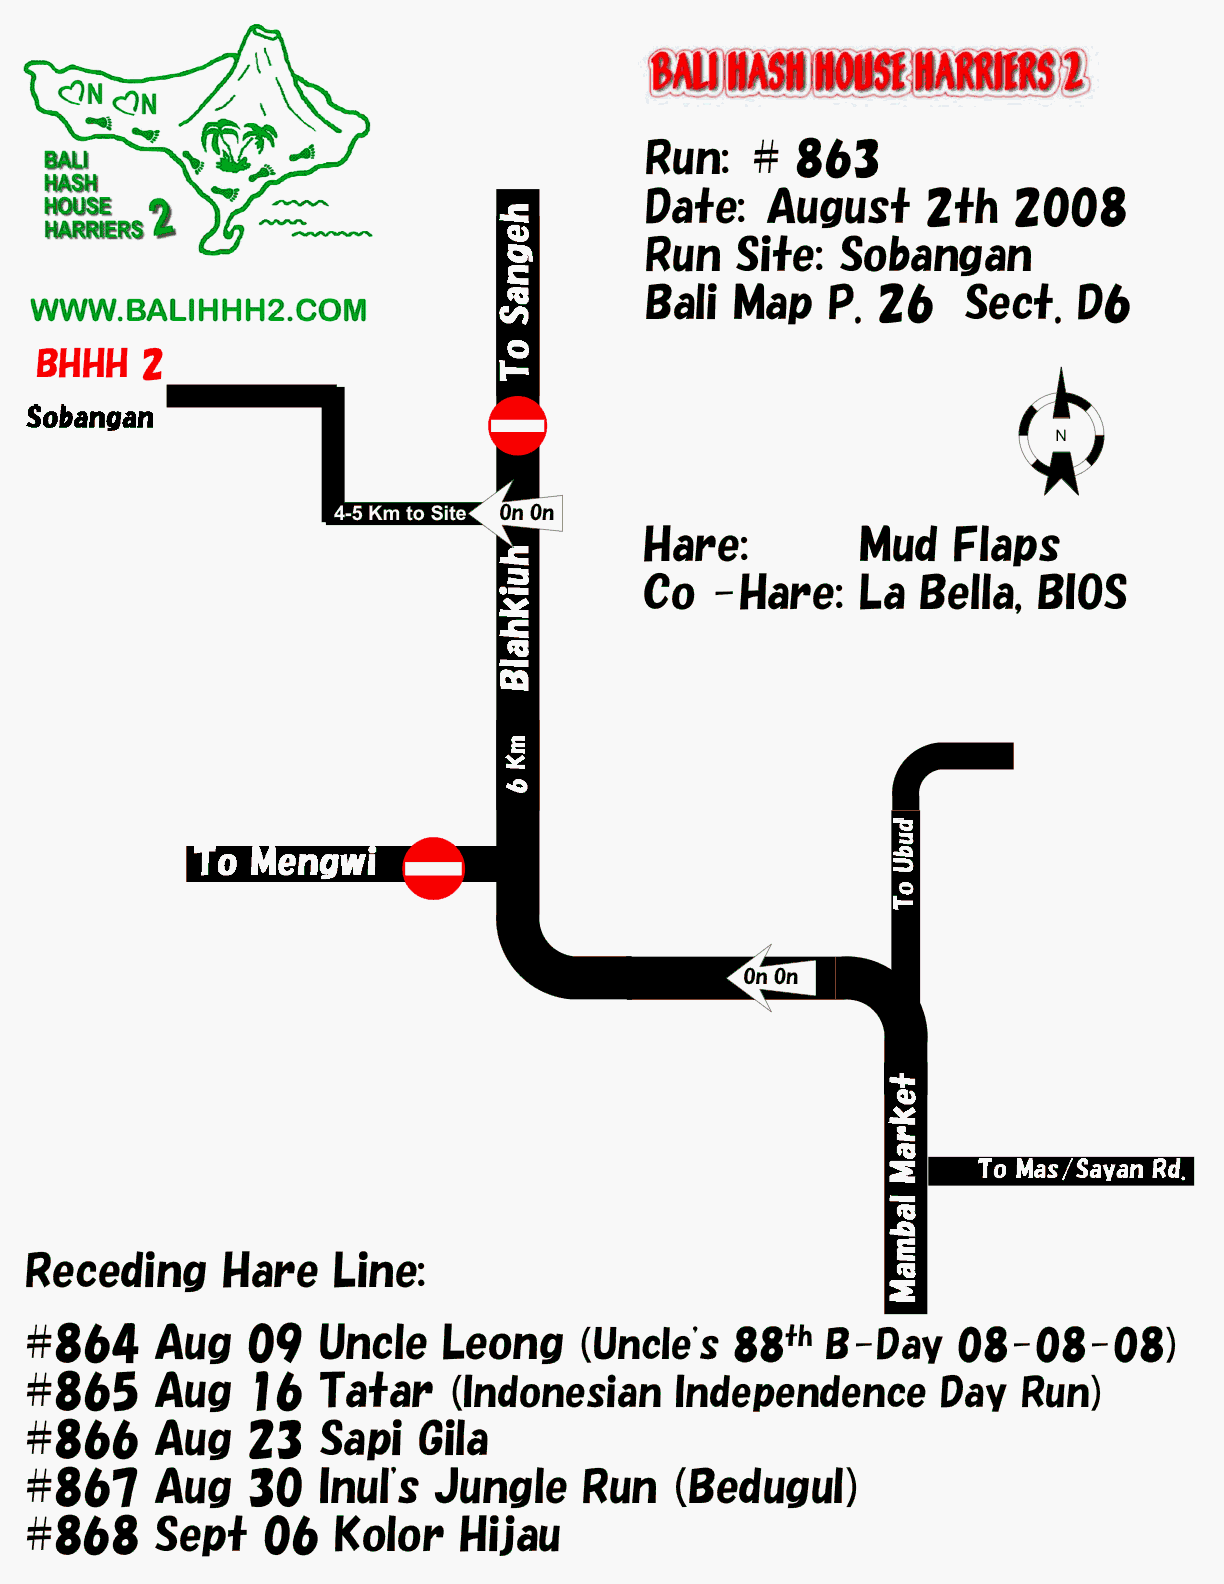 N
N
BALI
HASH
HOUSE
HARRIERS 2
WWW.BALIHHH2.COM
BALI HASH HOUSE HARRIERS 2
Run: # 863
Date: August 2th 2008
Run Site: Sobangan
Bali Map P. 26 Sect. D6
BHHH 2
Sobangan
To Sangeh
N
4-5 Km to Site
On On
Hare: Mud Flaps
Co -Hare: La Bella, BIOS
Blahkiuh
6 Km
To Mengwi
To Ubud
On On
Mambal Market
To Mas/Sayan Rd.
Receding Hare Line:
#864 Aug 09 Uncle Leong (Uncle's 88th B-Day 08-08-08)
#865 Aug 16 Tatar (Indonesian Independence Day Run)
#866 Aug 23 Sapi Gila
#867 Aug 30 Inul's Jungle Run (Bedugul)
#868 Sept 06 Kolor Hijau